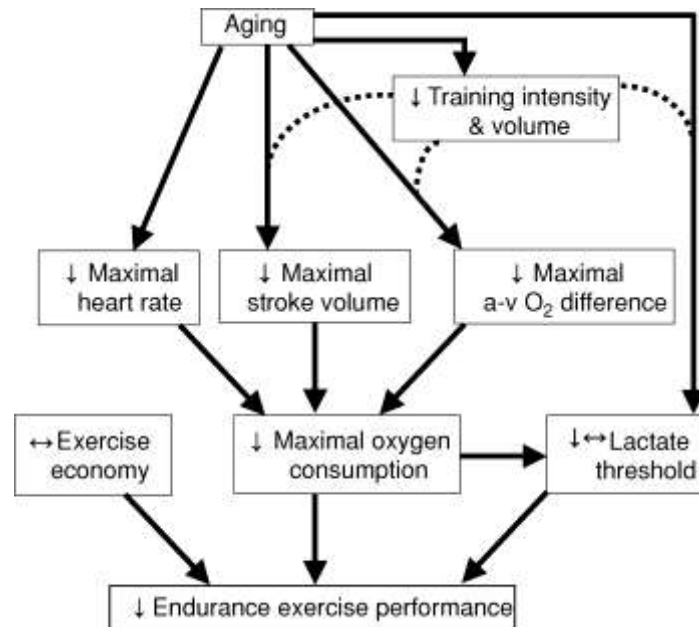 Aging
↓ Training intensity
& volume
↓ Maximal
heart rate
↓ Maximal
stroke volume
↓ Maximal
a-v O₂ difference
↔ Exercise
economy
↓ Maximal oxygen
consumption
↓↔ Lactate
threshold
↓ Endurance exercise performance